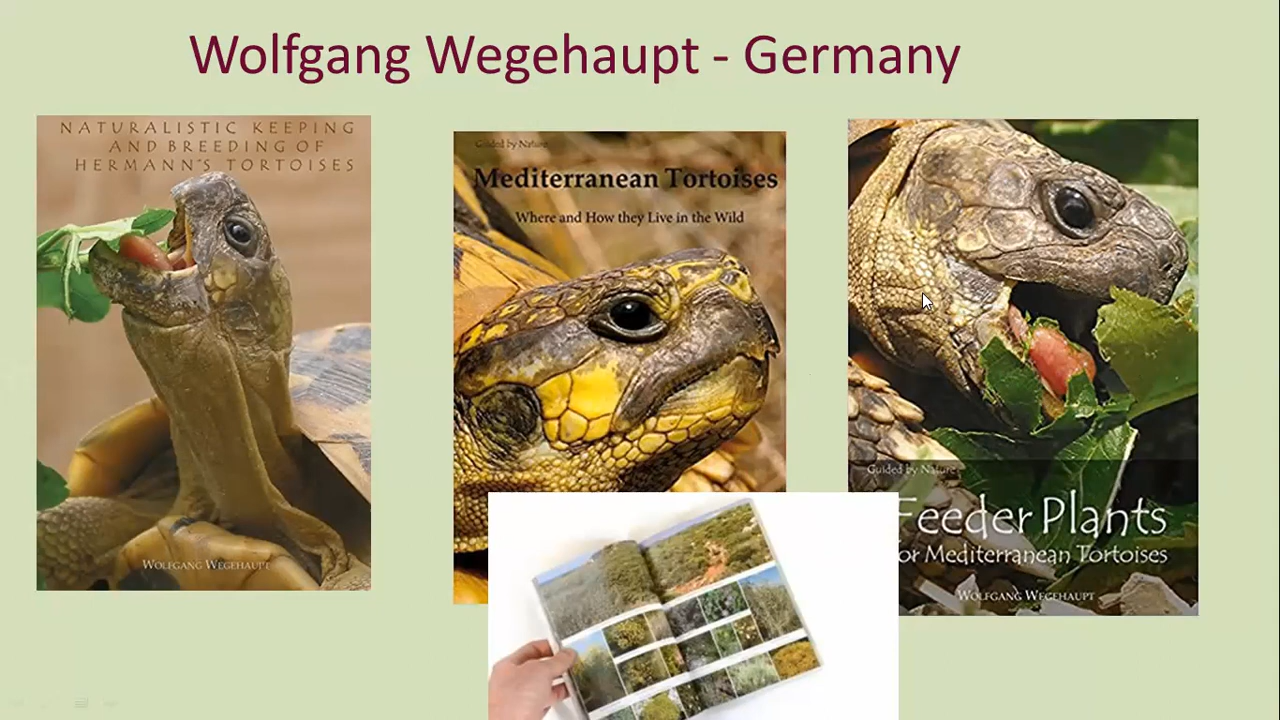 Wolfgang Wegehaupt - Germany
NATURALISTIC KEEPING
AND BREEDING OF
HERMANN'S TORTOISES
WOLFGANG WEGEHAUPT
Guided by Nature
Mediterranean Tortoises
Where and How they Live in the Wild
Guided by Nature
Feeder Plants
or Mediterranean Tortoises
WOLFGANG WEGEHAUPT